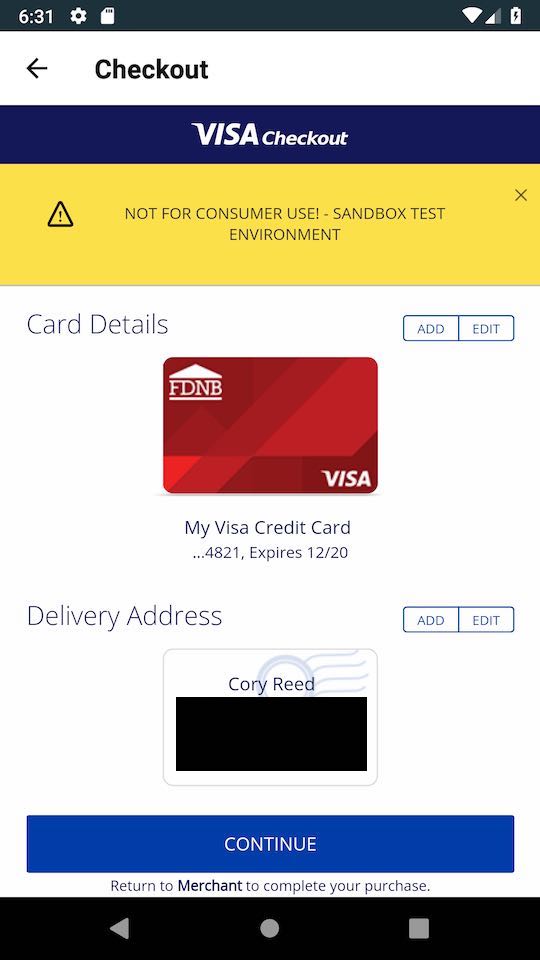 6:31
Checkout
VISA Checkout
NOT FOR CONSUMER USE! - SANDBOX TEST
ENVIRONMENT
Card Details
ADD EDIT
FDNB
VISA
My Visa Credit Card
...4821, Expires 12/20
Delivery Address
ADD EDIT
Cory Reed
CONTINUE
Return to Merchant to complete your purchase.